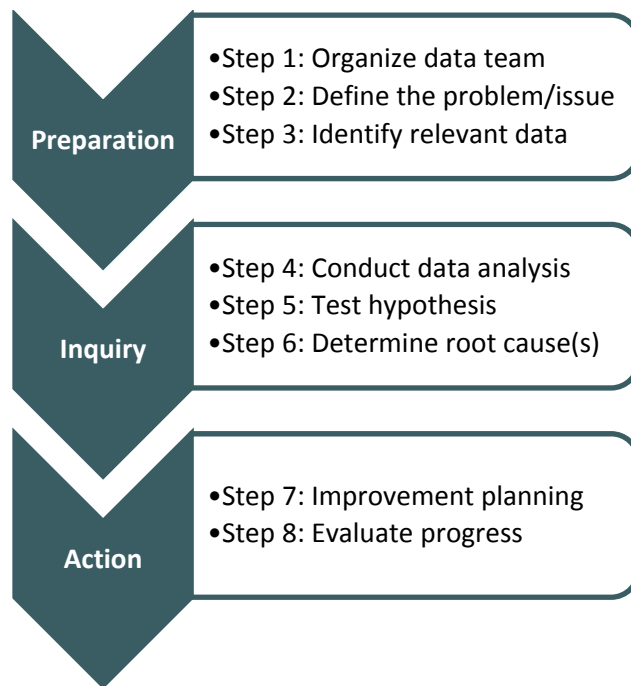 Preparation
•Step 1: Organize data team
•Step 2: Define the problem/issue
•Step 3: Identify relevant data
Inquiry
•Step 4: Conduct data analysis
•Step 5: Test hypothesis
•Step 6: Determine root cause(s)
Action
•Step 7: Improvement planning
•Step 8: Evaluate progress